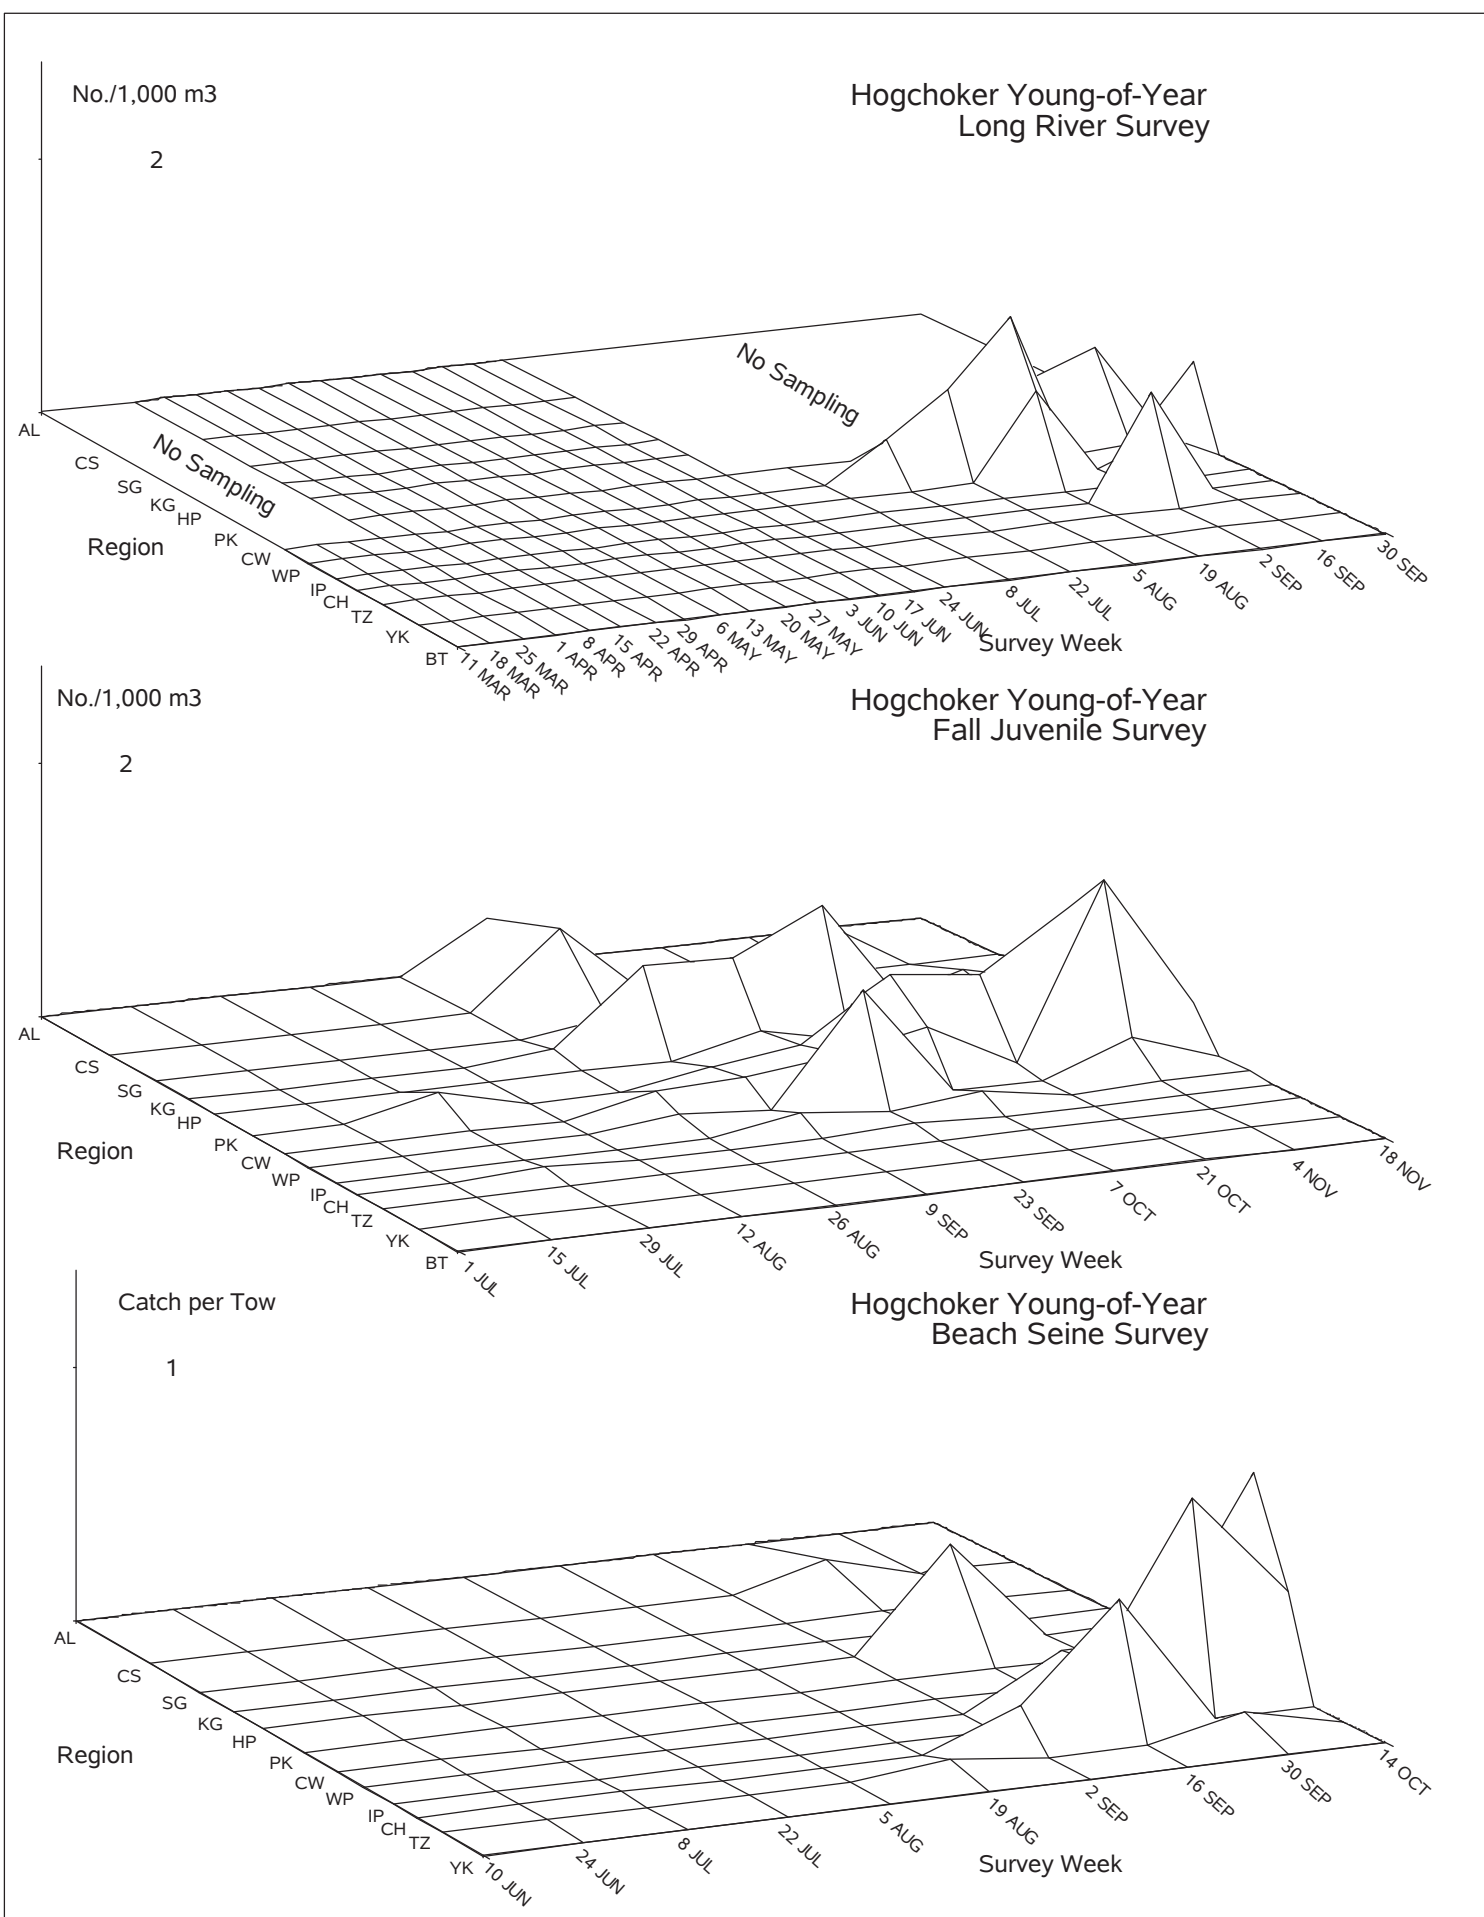 No./1,000 m3
Hogchoker Young-of-Year
Long River Survey
2
No Sampling
No Sampling
AL
CS
SG
KG
HP
PK
CW
WP
IP
CH
TZ
YK
BT
Region
11 MAR
18 MAR
25 MAR
1 APR
8 APR
15 APR
22 APR
29 APR
6 MAY
13 MAY
20 MAY
27 MAY
3 JUN
10 JUN
17 JUN
24 JUN
8 JUL
22 JUL
5 AUG
19 AUG
2 SEP
16 SEP
30 SEP
Survey Week
No./1,000 m3
Hogchoker Young-of-Year
Fall Juvenile Survey
2
AL
CS
SG
KG
HP
PK
CW
WP
IP
CH
TZ
YK
BT
Region
1 JUL
15 JUL
29 JUL
12 AUG
26 AUG
9 SEP
23 SEP
7 OCT
21 OCT
4 NOV
18 NOV
Survey Week
Catch per Tow
Hogchoker Young-of-Year
Beach Seine Survey
1
AL
CS
SG
KG
HP
PK
CW
WP
IP
CH
TZ
YK
Region
10 JUN
24 JUN
8 JUL
22 JUL
5 AUG
19 AUG
2 SEP
16 SEP
30 SEP
14 OCT
Survey Week